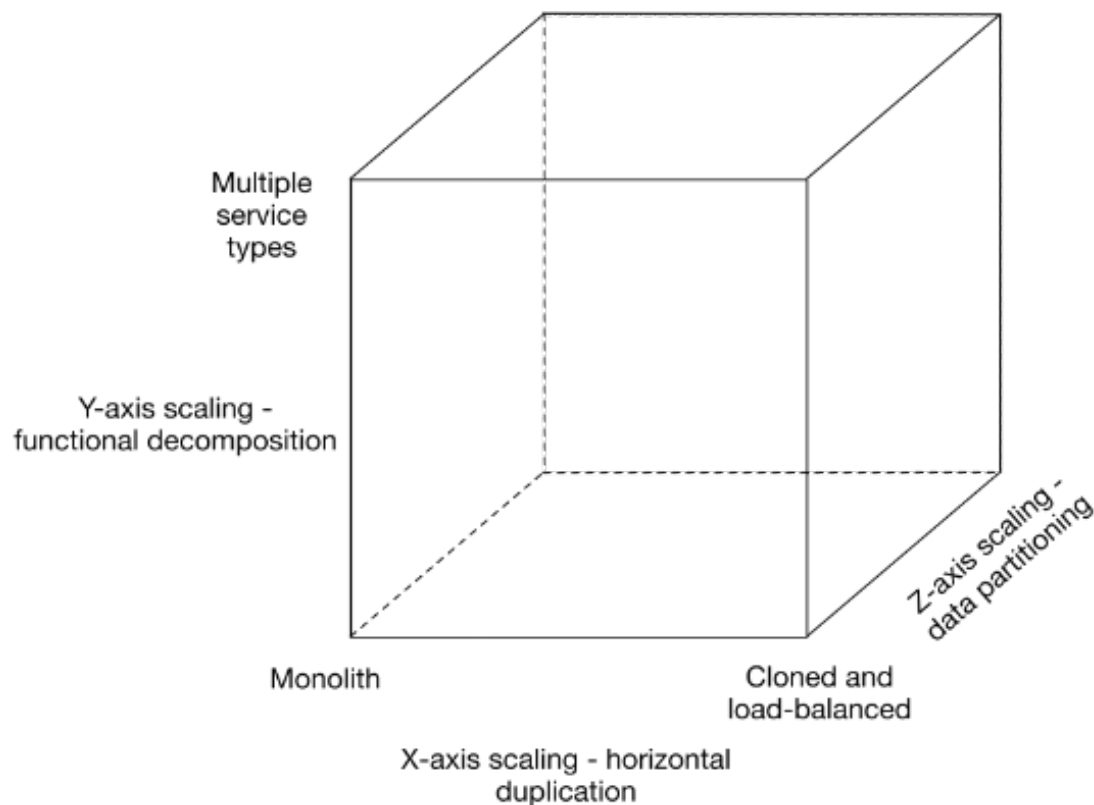 Multiple
service
types
Y-axis scaling -
functional decomposition
Z-axis scaling -
data partitioning
Monolith
Cloned and
load-balanced
X-axis scaling - horizontal
duplication